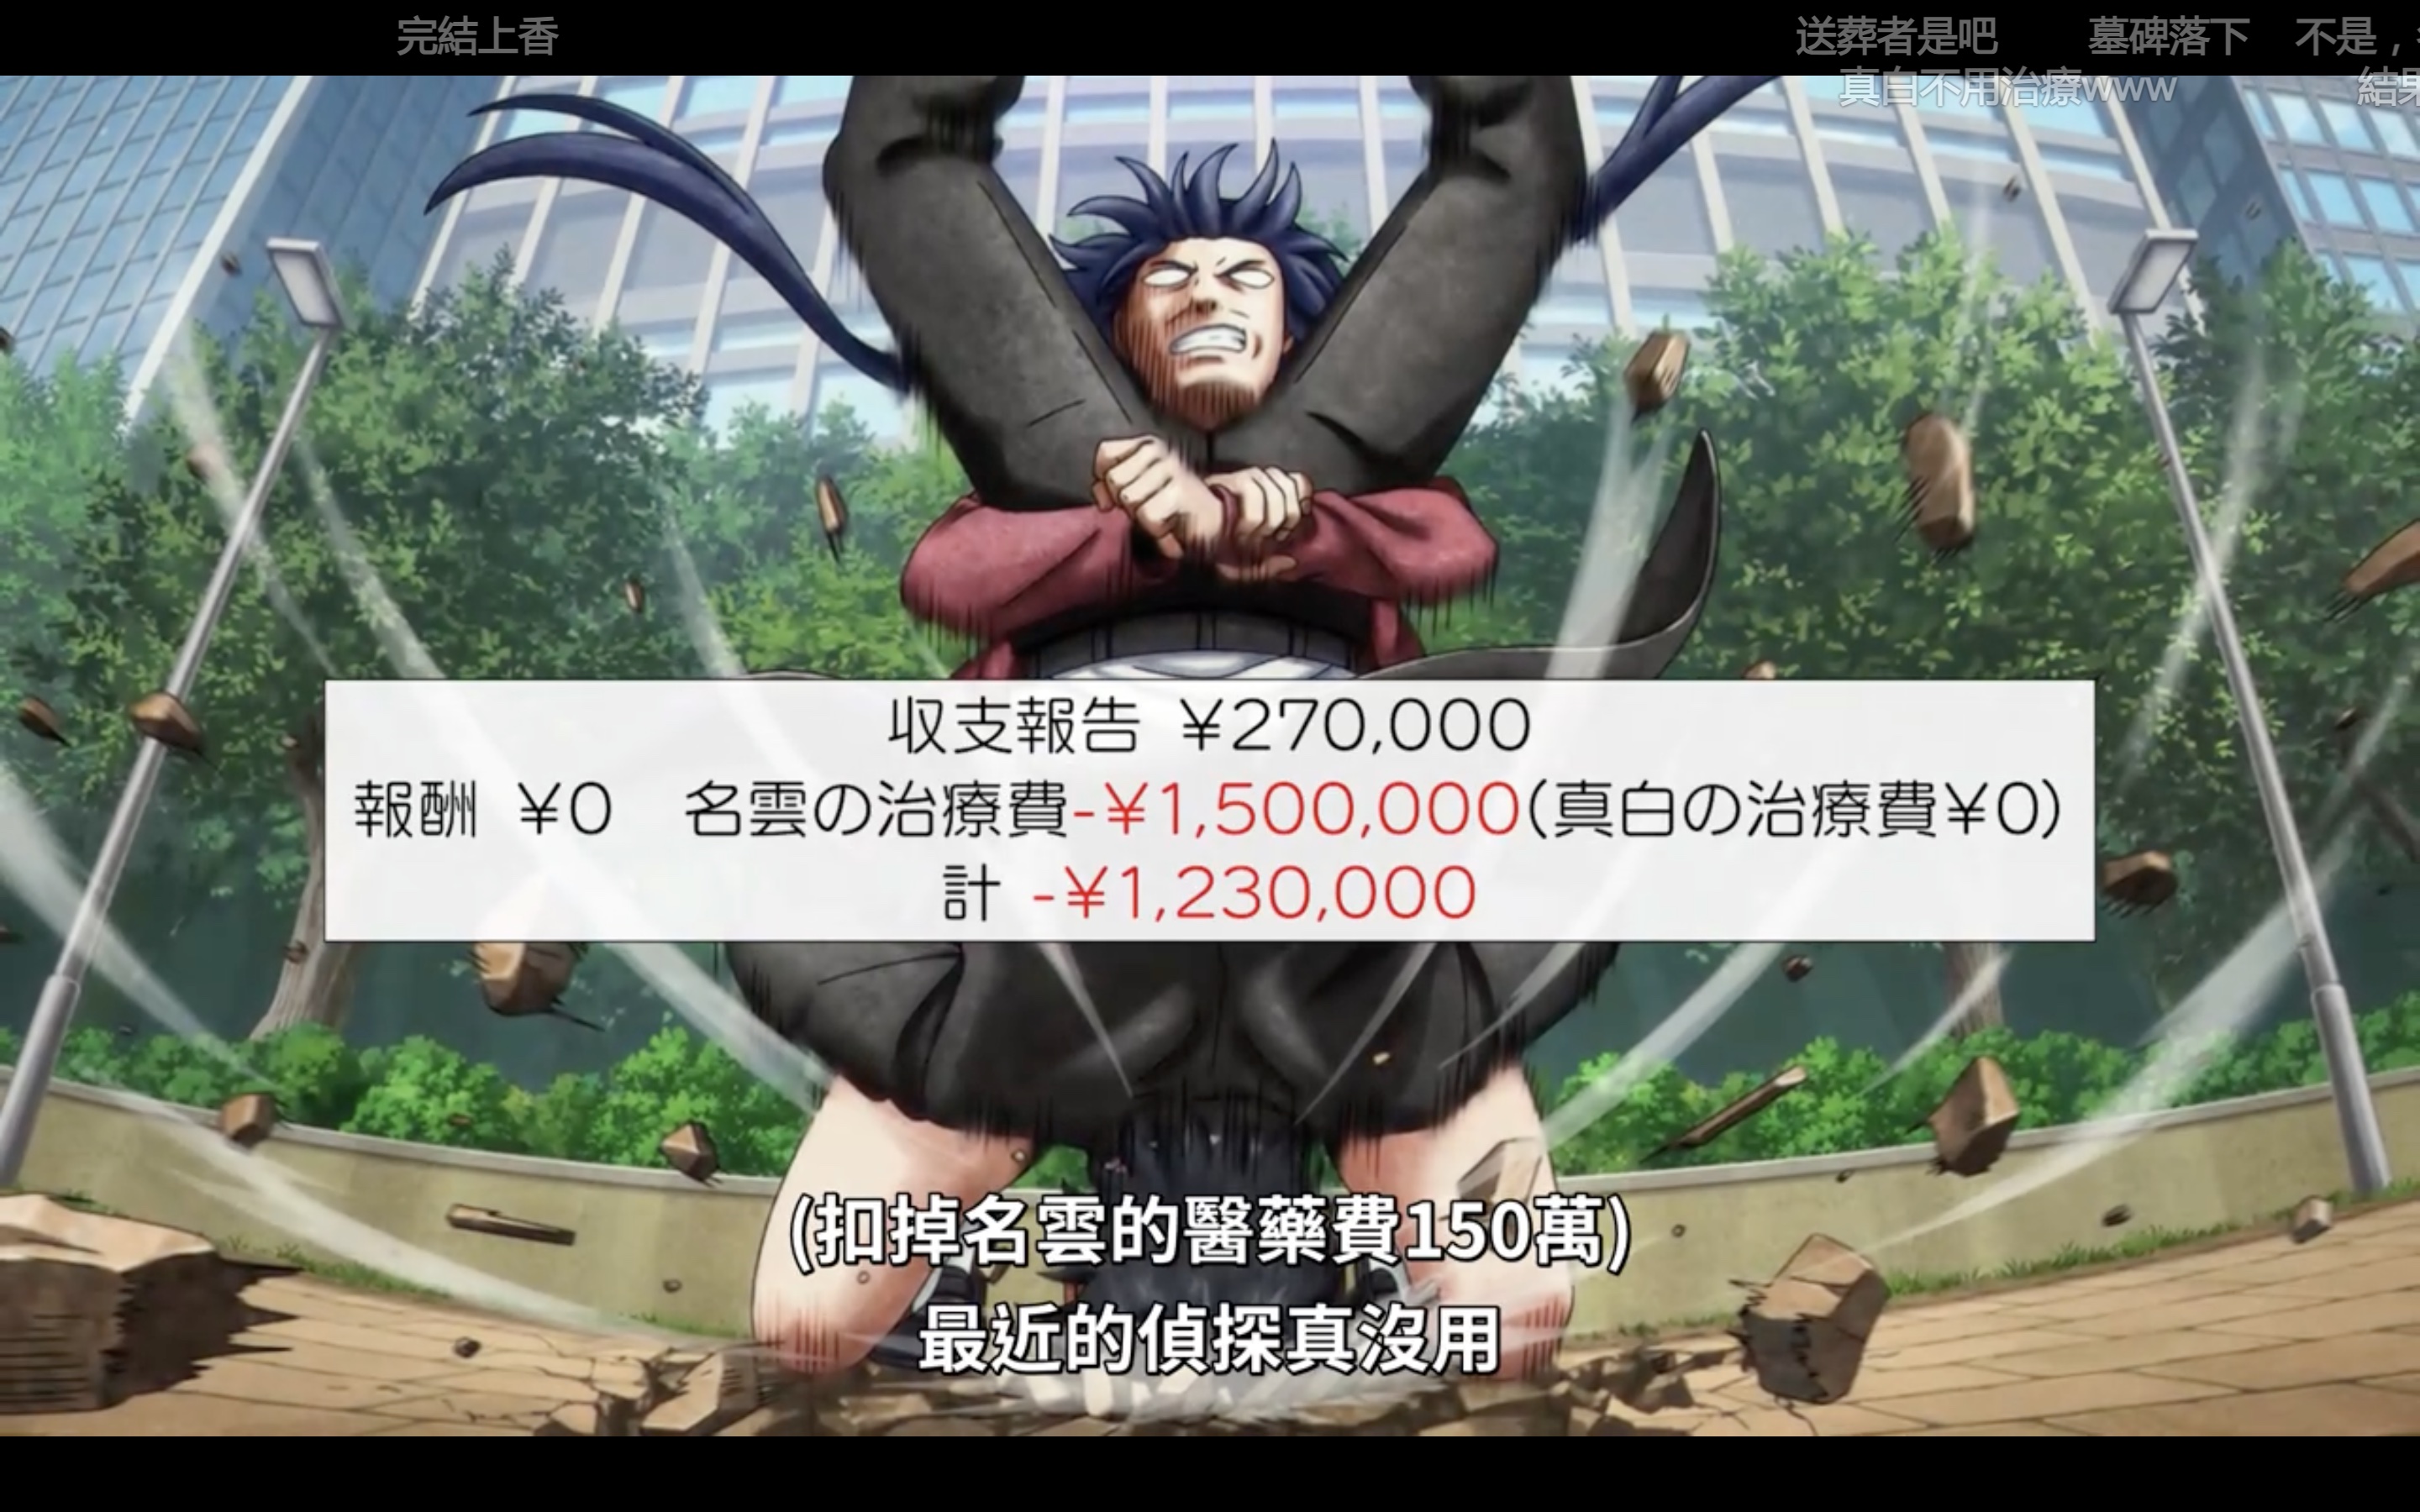 完結上香
送葬者是吧
墓碑落下
不是，
真白不用治療www
結果
収支報告 ¥270,000
報酬 ¥0 名雲の治療費-¥1,500,000(真白の治療費¥0)
計 -¥1,230,000
(扣掉名雲的醫藥費150萬)
最近的偵探真沒用